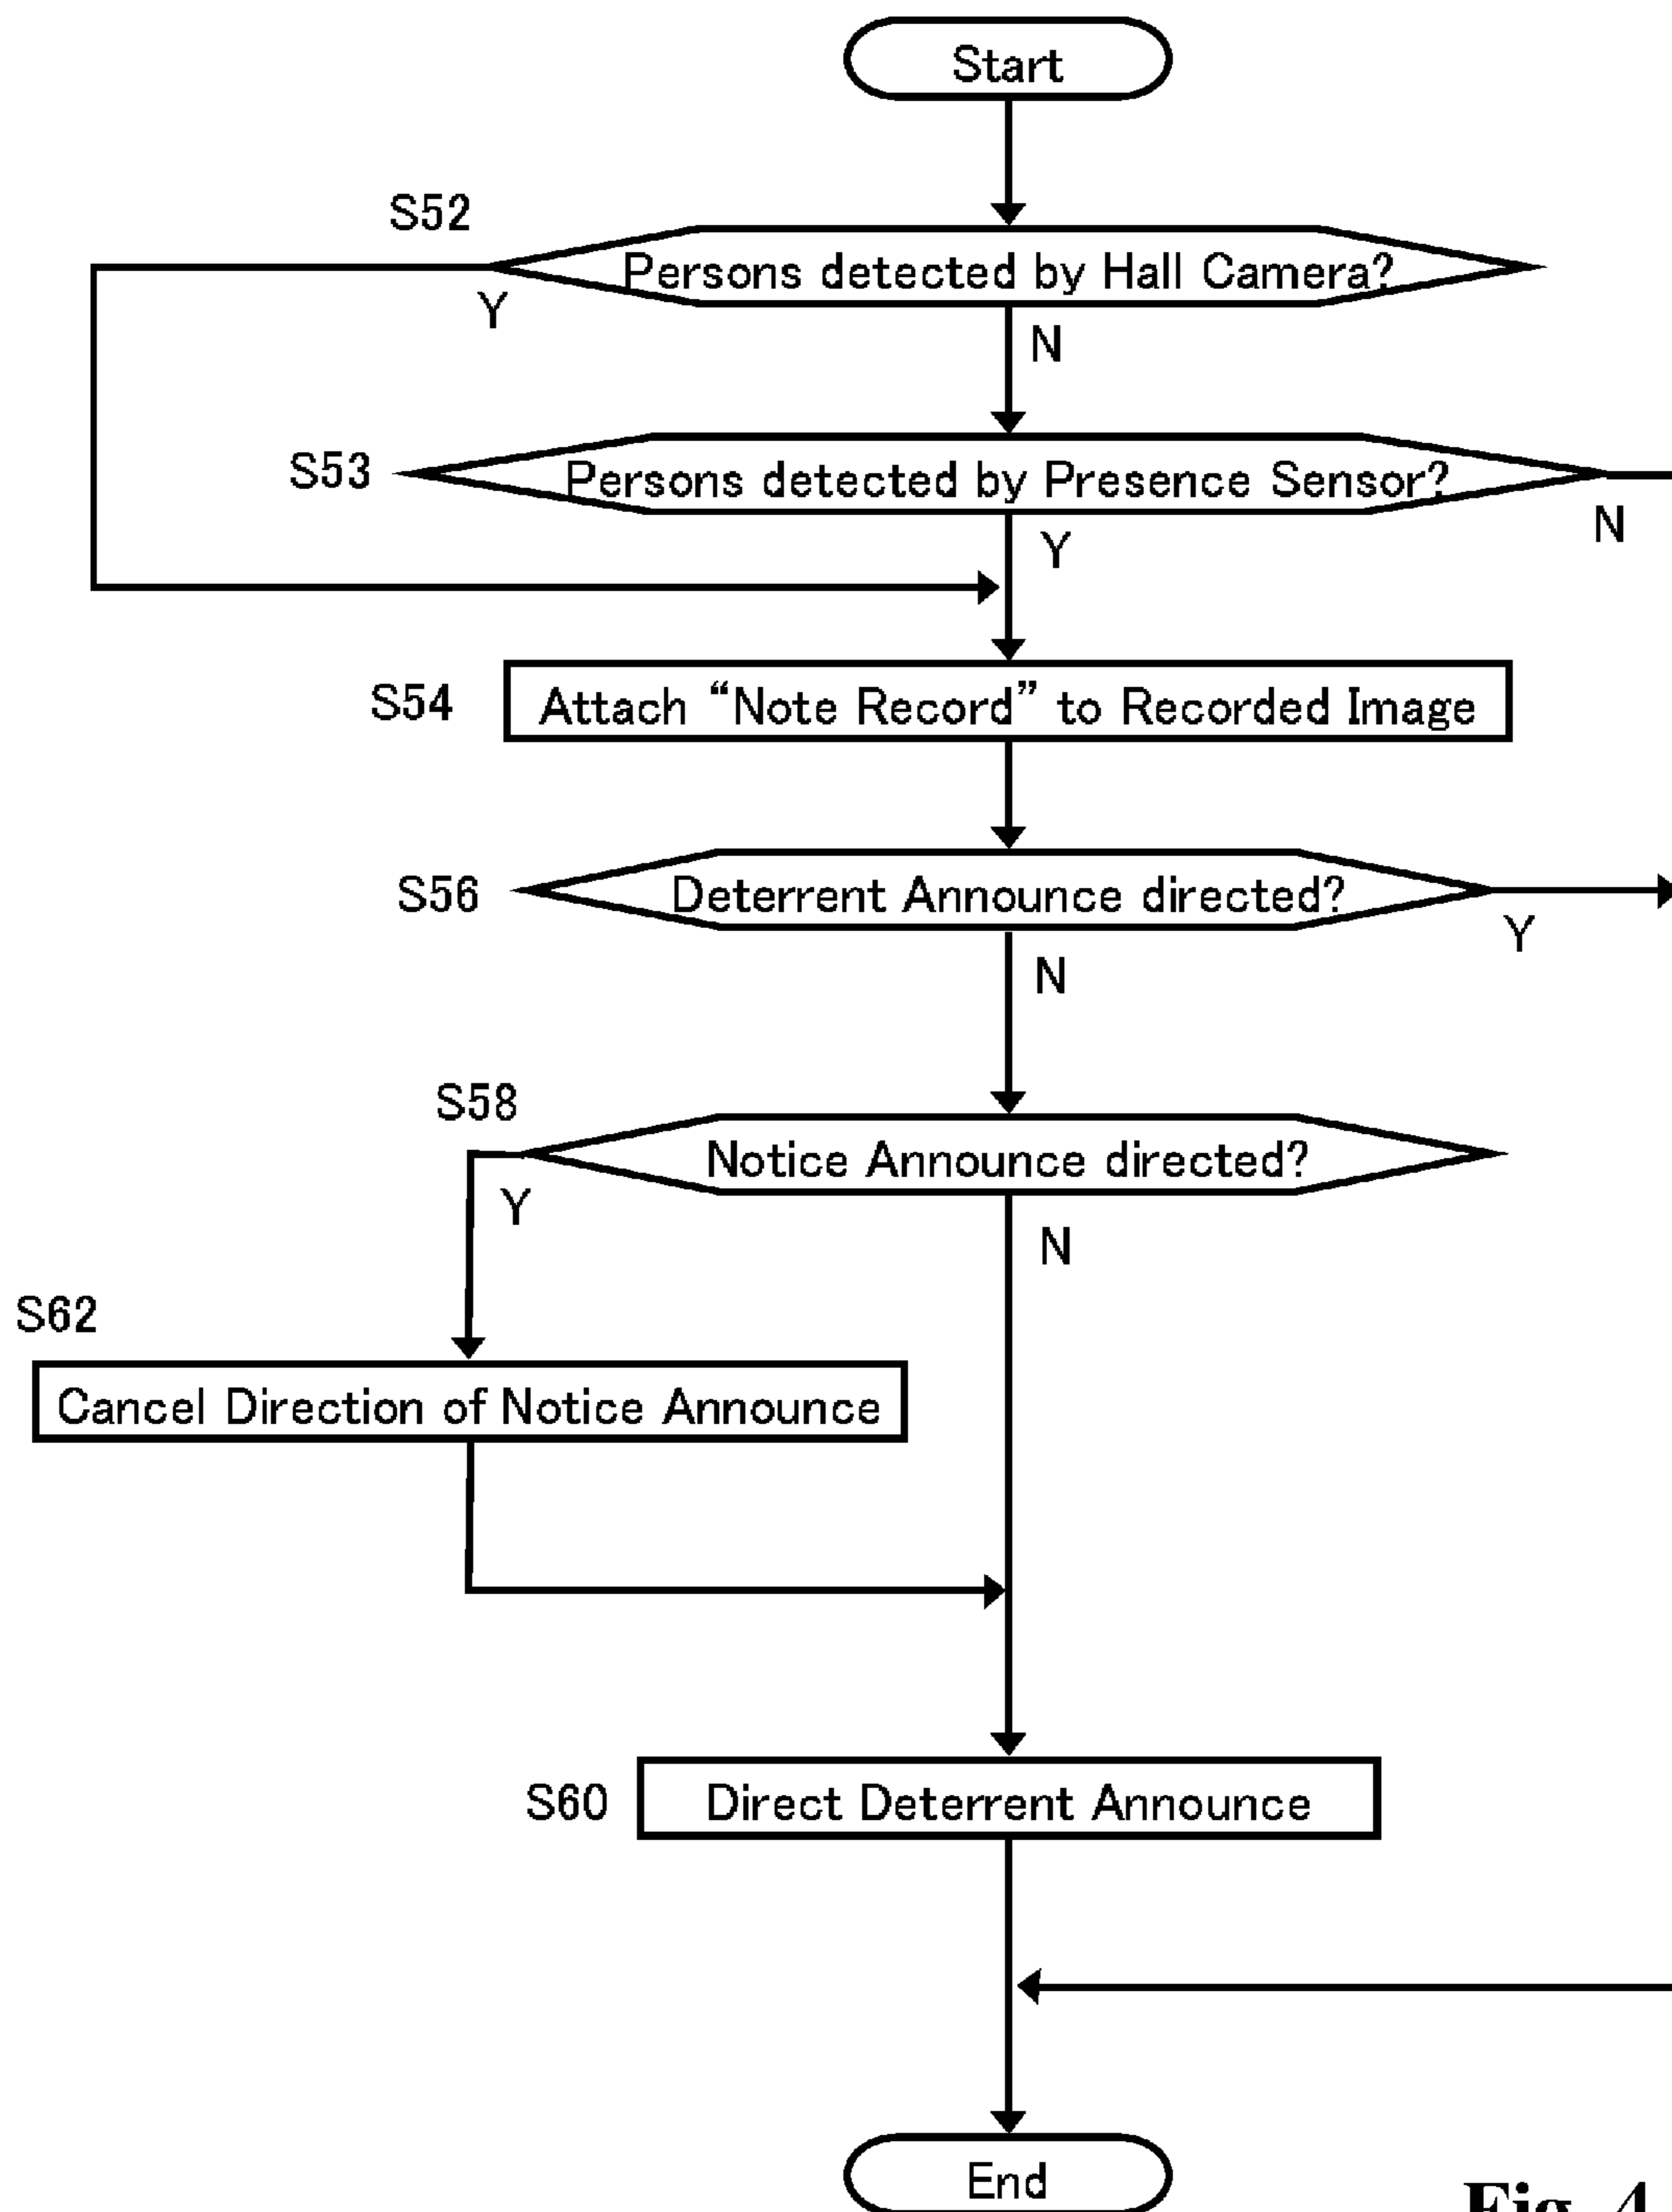 Start
S52
Persons detected by Hall Camera?
Y
N
S53
Persons detected by Presence Sensor?
N
Y
S54
Attach “Note Record” to Recorded Image
S56
Deterrent Announce directed?
Y
N
S58
Notice Announce directed?
Y
N
S62
Cancel Direction of Notice Announce
S60
Direct Deterrent Announce
End
Fig. 4